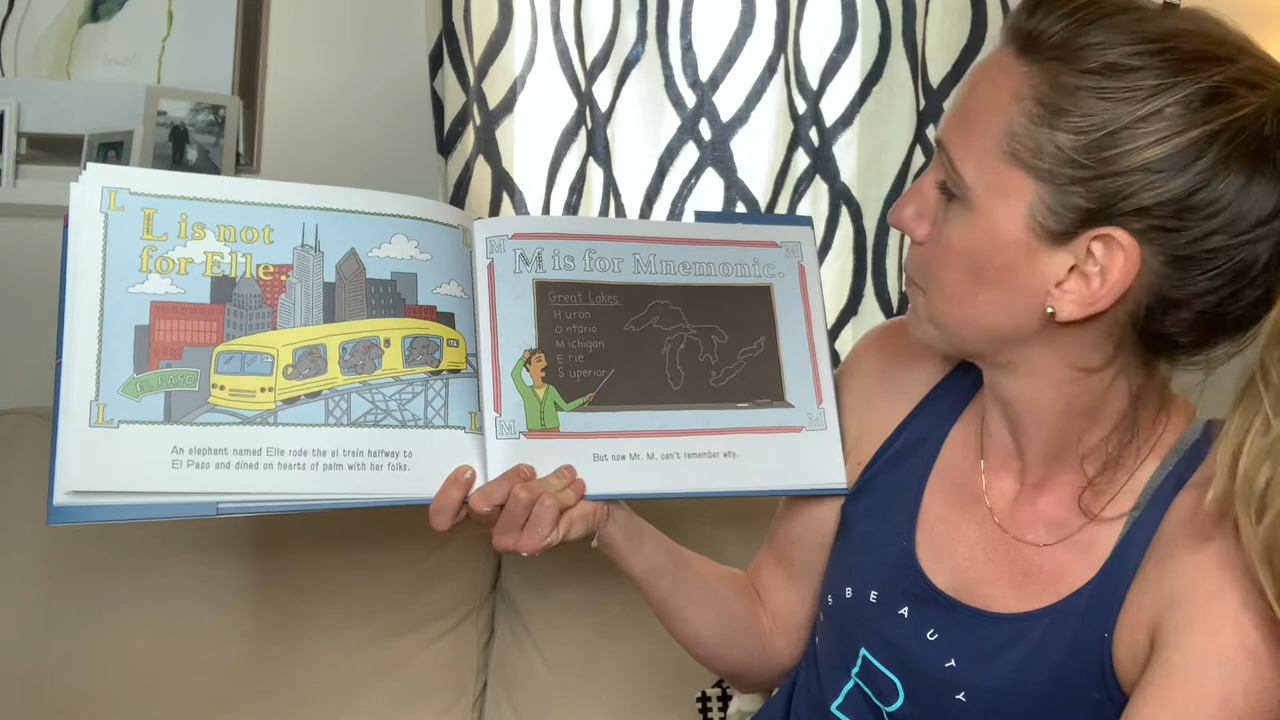 L
L is not
for Elle.
EL PASO
L
L
An elephant named Elle rode the el train halfway to
El Paso and dined on hearts of palm with her folks.
M
M
M is for Mnemonic.
Great Lakes
Huron
Ontario
Michigan
Erie
Superior
M
M
But now Mr. M. can't remember why.
S BEAUTY